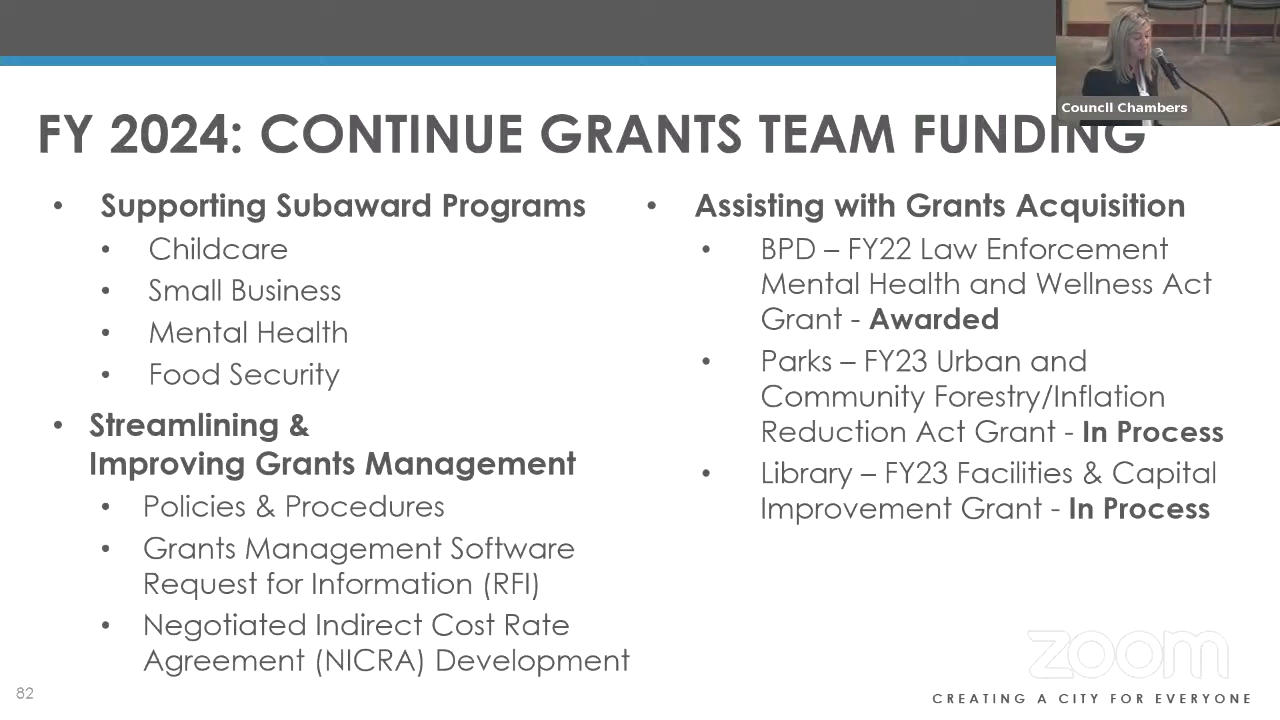 Council Chambers
FY 2024: CONTINUE GRANTS TEAM FUNDING
• Supporting Subaward Programs
• Childcare
• Small Business
• Mental Health
• Food Security
• Streamlining &
Improving Grants Management
• Policies & Procedures
• Grants Management Software
Request for Information (RFI)
• Negotiated Indirect Cost Rate
Agreement (NICRA) Development
• Assisting with Grants Acquisition
• BPD – FY22 Law Enforcement
Mental Health and Wellness Act
Grant - Awarded
• Parks – FY23 Urban and
Community Forestry/Inflation
Reduction Act Grant - In Process
• Library – FY23 Facilities & Capital
Improvement Grant - In Process
zoom
82
CREATING A CITY FOR EVERYONE